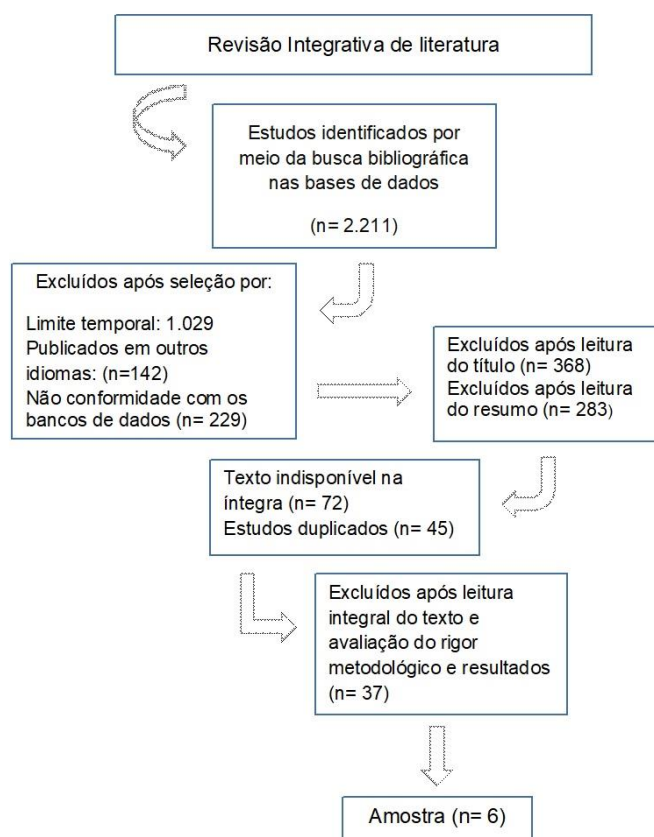 Revisão Integrativa de literatura
Estudos identificados por
meio da busca bibliográfica
nas bases de dados
(n= 2.211)
Excluídos após seleção por:
Limite temporal: 1.029
Publicados em outros
idiomas: (n=142)
Não conformidade com os
bancos de dados (n= 229)
Excluídos após leitura
do título (n= 368)
Excluídos após leitura
do resumo (n= 283)
Texto indisponível na
íntegra (n= 72)
Estudos duplicados (n= 45)
Excluídos após leitura
integral do texto e
avaliação do rigor
metodológico e resultados
(n= 37)
Amostra (n= 6)